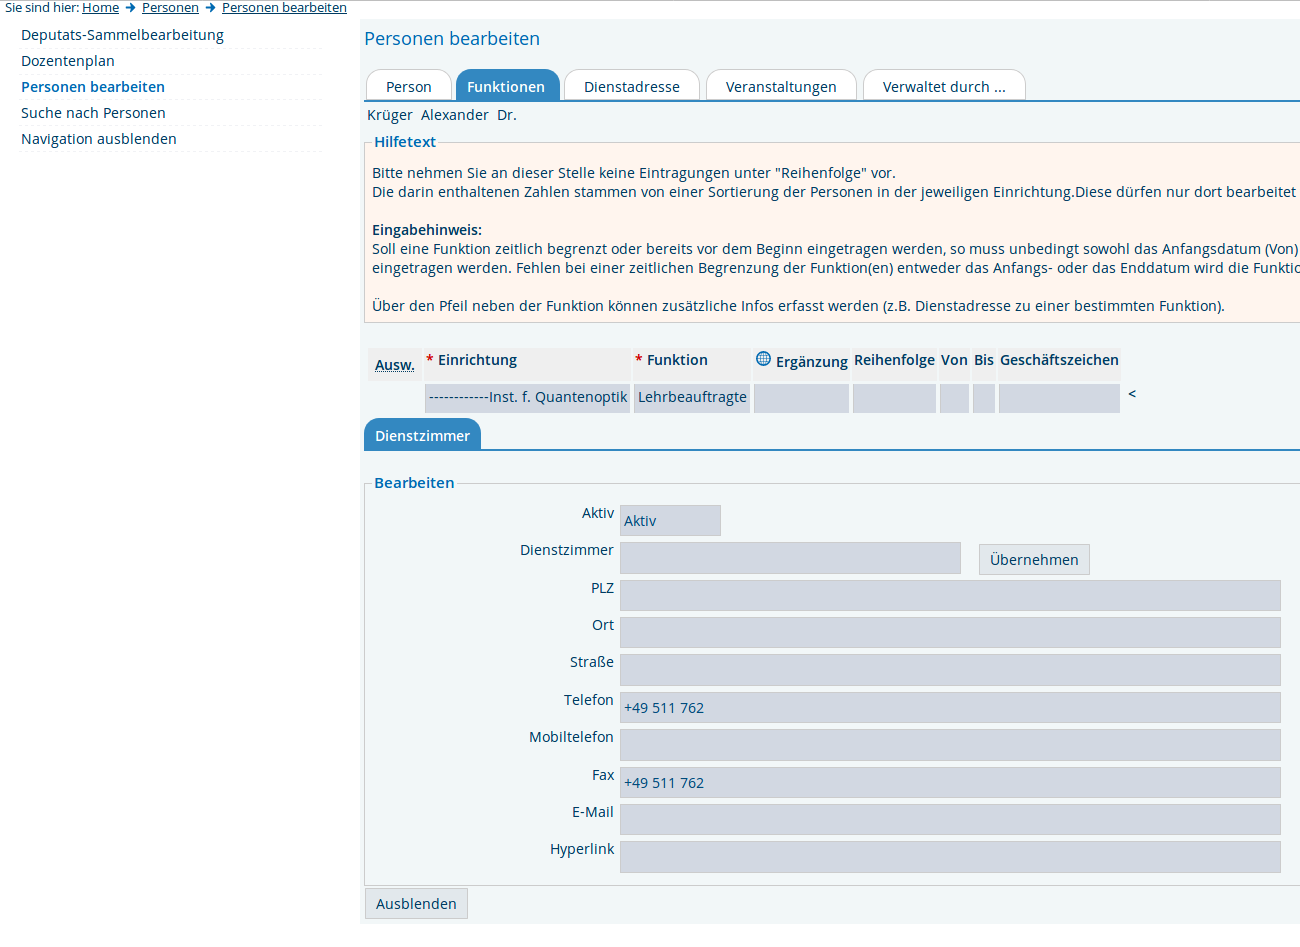 Sie sind hier: Home → Personen → Personen bearbeiten
Deputats-Sammelbearbeitung
Dozentenplan
Personen bearbeiten
Suche nach Personen
Navigation ausblenden
Personen bearbeiten
Person Funktionen Dienstadresse Veranstaltungen Verwaltet durch ...
Krüger Alexander Dr.
Hilfetext
Bitte nehmen Sie an dieser Stelle keine Eintragungen unter "Reihenfolge" vor.
Die darin enthaltenen Zahlen stammen von einer Sortierung der Personen in der jeweiligen Einrichtung.Diese dürfen nur dort bearbeitet
Eingabehinweis:
Soll eine Funktion zeitlich begrenzt oder bereits vor dem Beginn eingetragen werden, so muss unbedingt sowohl das Anfangsdatum (Von)
eingetragen werden. Fehlen bei einer zeitlichen Begrenzung der Funktion(en) entweder das Anfangs- oder das Enddatum wird die Funktio
Über den Pfeil neben der Funktion können zusätzliche Infos erfasst werden (z.B. Dienstadresse zu einer bestimmten Funktion).
Ausw. * Einrichtung * Funktion Ergänzung Reihenfolge Von Bis Geschäftszeichen
------------Inst. f. Quantenoptik Lehrbeauftragte <
Dienstzimmer
Bearbeiten
Aktiv Aktiv
Dienstzimmer Übernehmen
PLZ
Ort
Straße
Telefon +49 511 762
Mobiltelefon
Fax +49 511 762
E-Mail
Hyperlink
Ausblenden